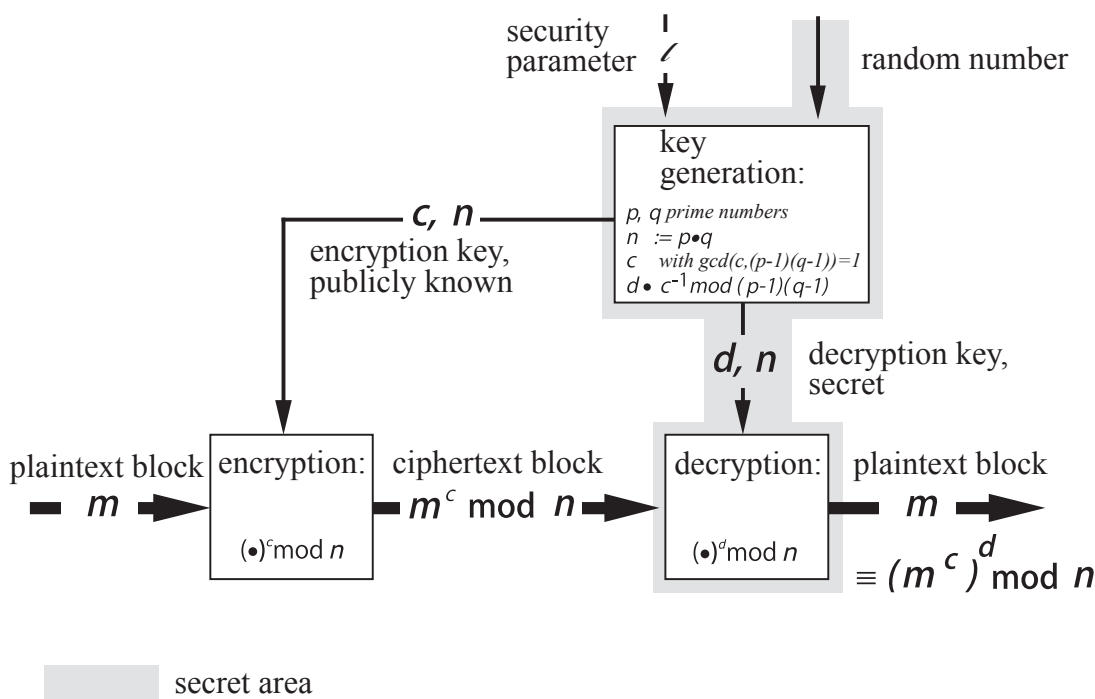 security
parameter
ℓ
random number
key
generation:
p, q prime numbers
n := p•q
c with gcd(c,(p-1)(q-1))=1
d • c⁻¹ mod (p-1)(q-1)
c, n
encryption key,
publicly known
d, n
decryption key,
secret
plaintext block
m
encryption:
(•)ᶜ mod n
ciphertext block
mᶜ mod n
decryption:
(•)ᵈ mod n
plaintext block
m
≡ (mᶜ)ᵈ mod n
secret area